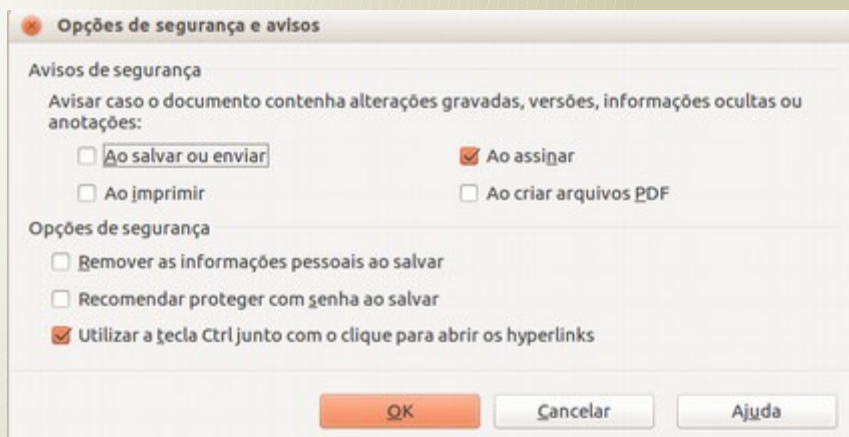 Opções de segurança e avisos
Avisos de segurança
Avisar caso o documento contenha alterações gravadas, versões, informações ocultas ou
anotações:
Ao salvar ou enviar
Ao assinar
Ao imprimir
Ao criar arquivos PDF
Opções de segurança
Remover as informações pessoais ao salvar
Recomendar proteger com senha ao salvar
Utilizar a tecla Ctrl junto com o clique para abrir os hyperlinks
OK Cancelar Ajuda